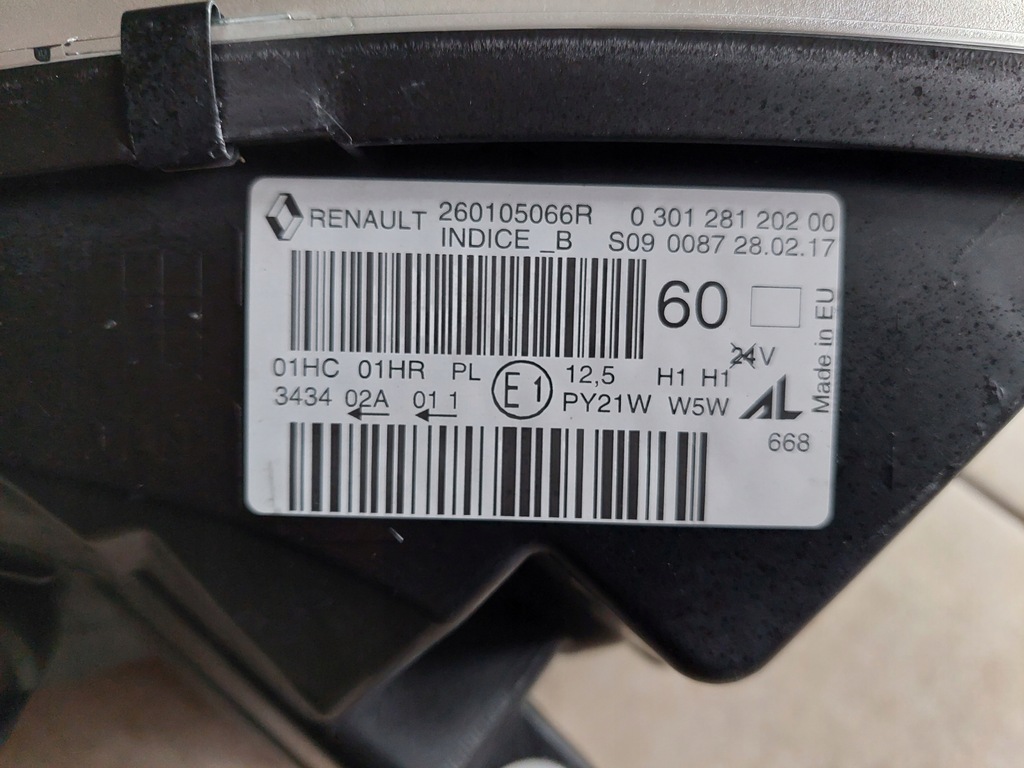 RENAULT 260105066R 0 301 281 202 00
INDICE _B S09 0087 28.02.17
60
Made in EU
24V
01HC 01HR PL E1 12,5 H1 H1
3434 02A 01 1 PY21W W5W AL
668